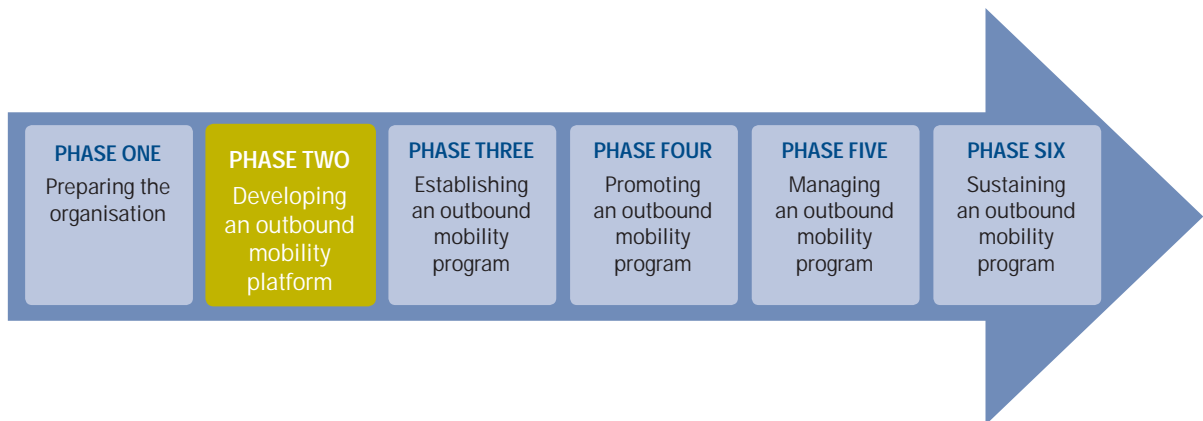 PHASE ONE
Preparing the
organisation
PHASE TWO
Developing
an outbound
mobility
platform
PHASE THREE
Establishing
an outbound
mobility
program
PHASE FOUR
Promoting
an outbound
mobility
program
PHASE FIVE
Managing
an outbound
mobility
program
PHASE SIX
Sustaining
an outbound
mobility
program